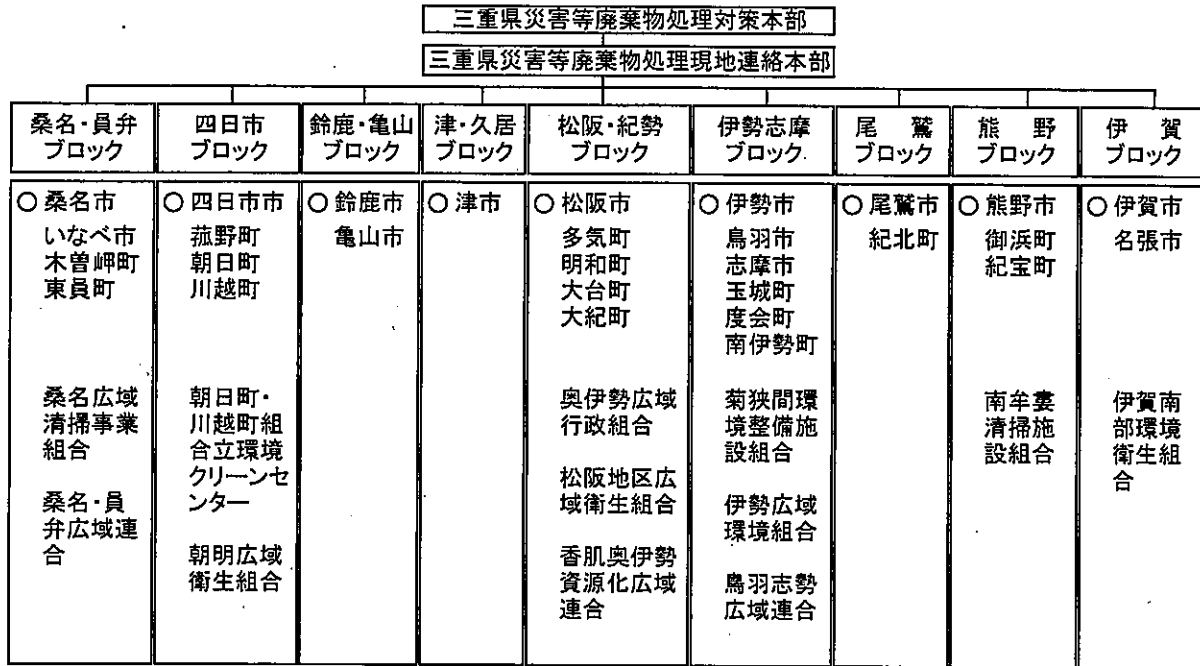 三重県災害等廃棄物処理対策本部
三重県災害等廃棄物処理現地連絡本部
桑名・員弁
ブロック
四日市
ブロック
鈴鹿・亀山
ブロック
津・久居
ブロック
松阪・紀勢
ブロック
伊勢志摩
ブロック
尾鷲
ブロック
熊野
ブロック
伊賀
ブロック
○ 桑名市
いなべ市
木曽岬町
東員町
桑名広域
清掃事業
組合
桑名・員
弁広域連
合
○ 四日市市
菰野町
朝日町
川越町
朝日町・
川越町組
合立環境
クリーンセ
ンター
朝明広域
衛生組合
○ 鈴鹿市
亀山市
○ 津市
○ 松阪市
多気町
明和町
大台町
大紀町
奥伊勢広域
行政組合
松阪地区広
域衛生組合
香肌奥伊勢
資源化広域
連合
○ 伊勢市
鳥羽市
志摩市
玉城町
度会町
南伊勢町
菊狭間環
境整備施
設組合
伊勢広域
環境組合
鳥羽志勢
広域連合
○ 尾鷲市
紀北町
○ 熊野市
御浜町
紀宝町
南牟婁
清掃施
設組合
○ 伊賀市
名張市
伊賀南
部環境
衛生組
合